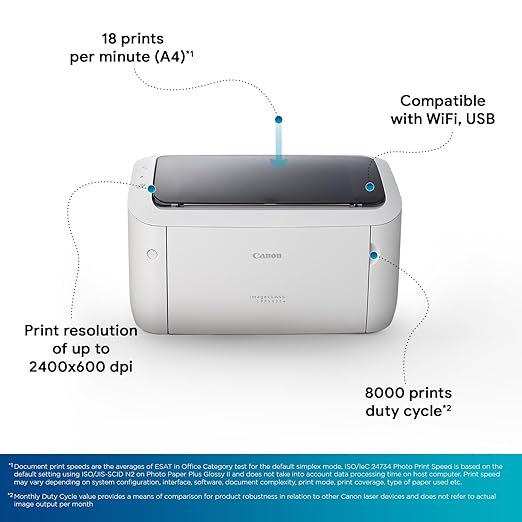 18 prints
per minute (A4)*1
Compatible
with WiFi, USB
Canon
imageCLASS
Print resolution
of up to
2400x600 dpi
8000 prints
duty cycle*2
*1 Document print speeds are the averages of ESAT in Office Category test for the default simplex mode, ISO/IeC 24734 Photo Print Speed is based on the
default setting using ISO/JIS-SCID N2 on Photo Paper Plus Glossy II and does not take into account data processing time on host computer. Print speed
may vary depending on system configuration, interface, software, document complexity, print mode, print coverage, type of paper used etc.
*2 Monthly Duty Cycle value provides a means of comparison for product robustness in relation to other Canon laser devices and does not refer to actual
image output per month